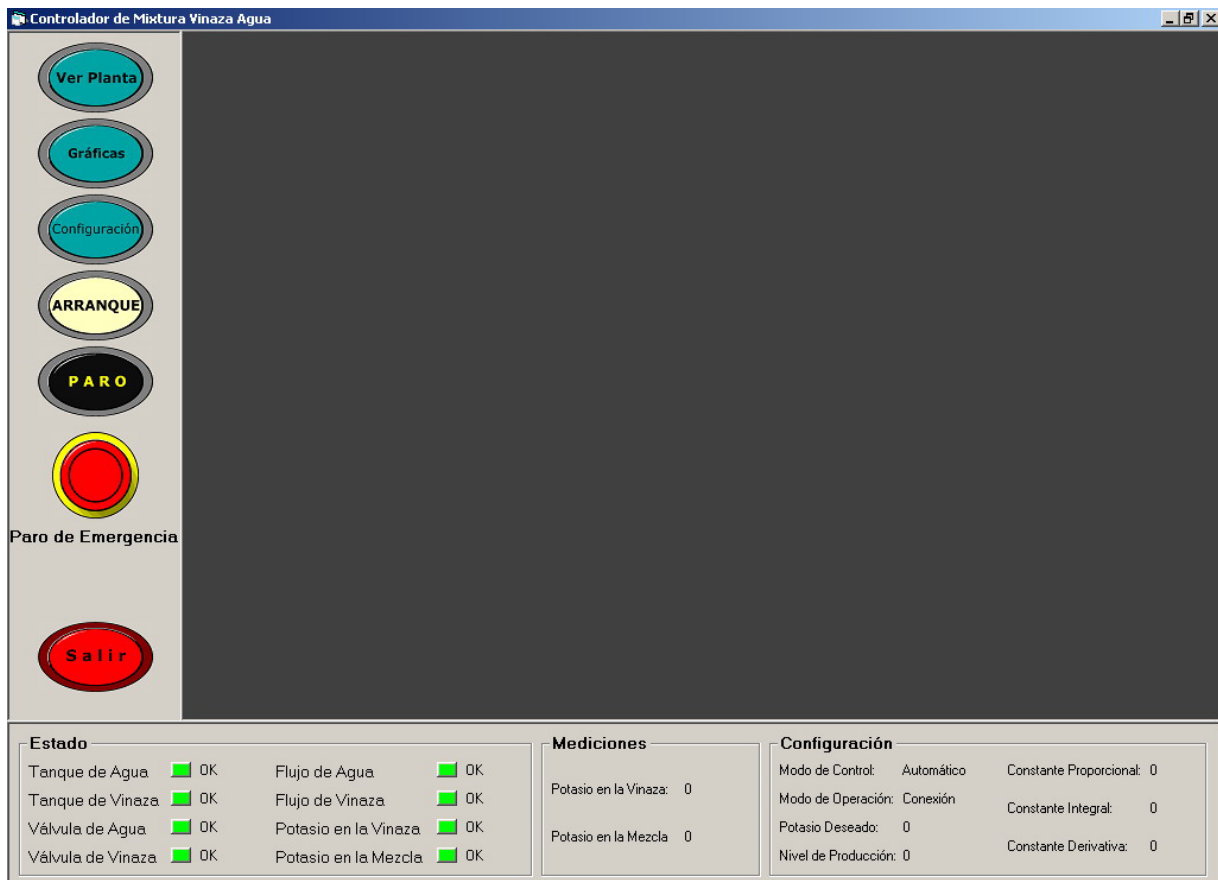 Controlador de Mixtura Vinaza Agua
Ver Planta
Gráficas
Configuración
ARRANQUE
PARO
Paro de Emergencia
Salir
Estado
Tanque de Agua OK
Tanque de Vinaza OK
Válvula de Agua OK
Válvula de Vinaza OK
Flujo de Agua OK
Flujo de Vinaza OK
Potasio en la Vinaza OK
Potasio en la Mezcla OK
Mediciones
Potasio en la Vinaza: 0
Potasio en la Mezcla 0
Configuración
Modo de Control: Automático
Modo de Operación: Conexión
Potasio Deseado: 0
Nivel de Producción: 0
Constante Proporcional: 0
Constante Integral: 0
Constante Derivativa: 0